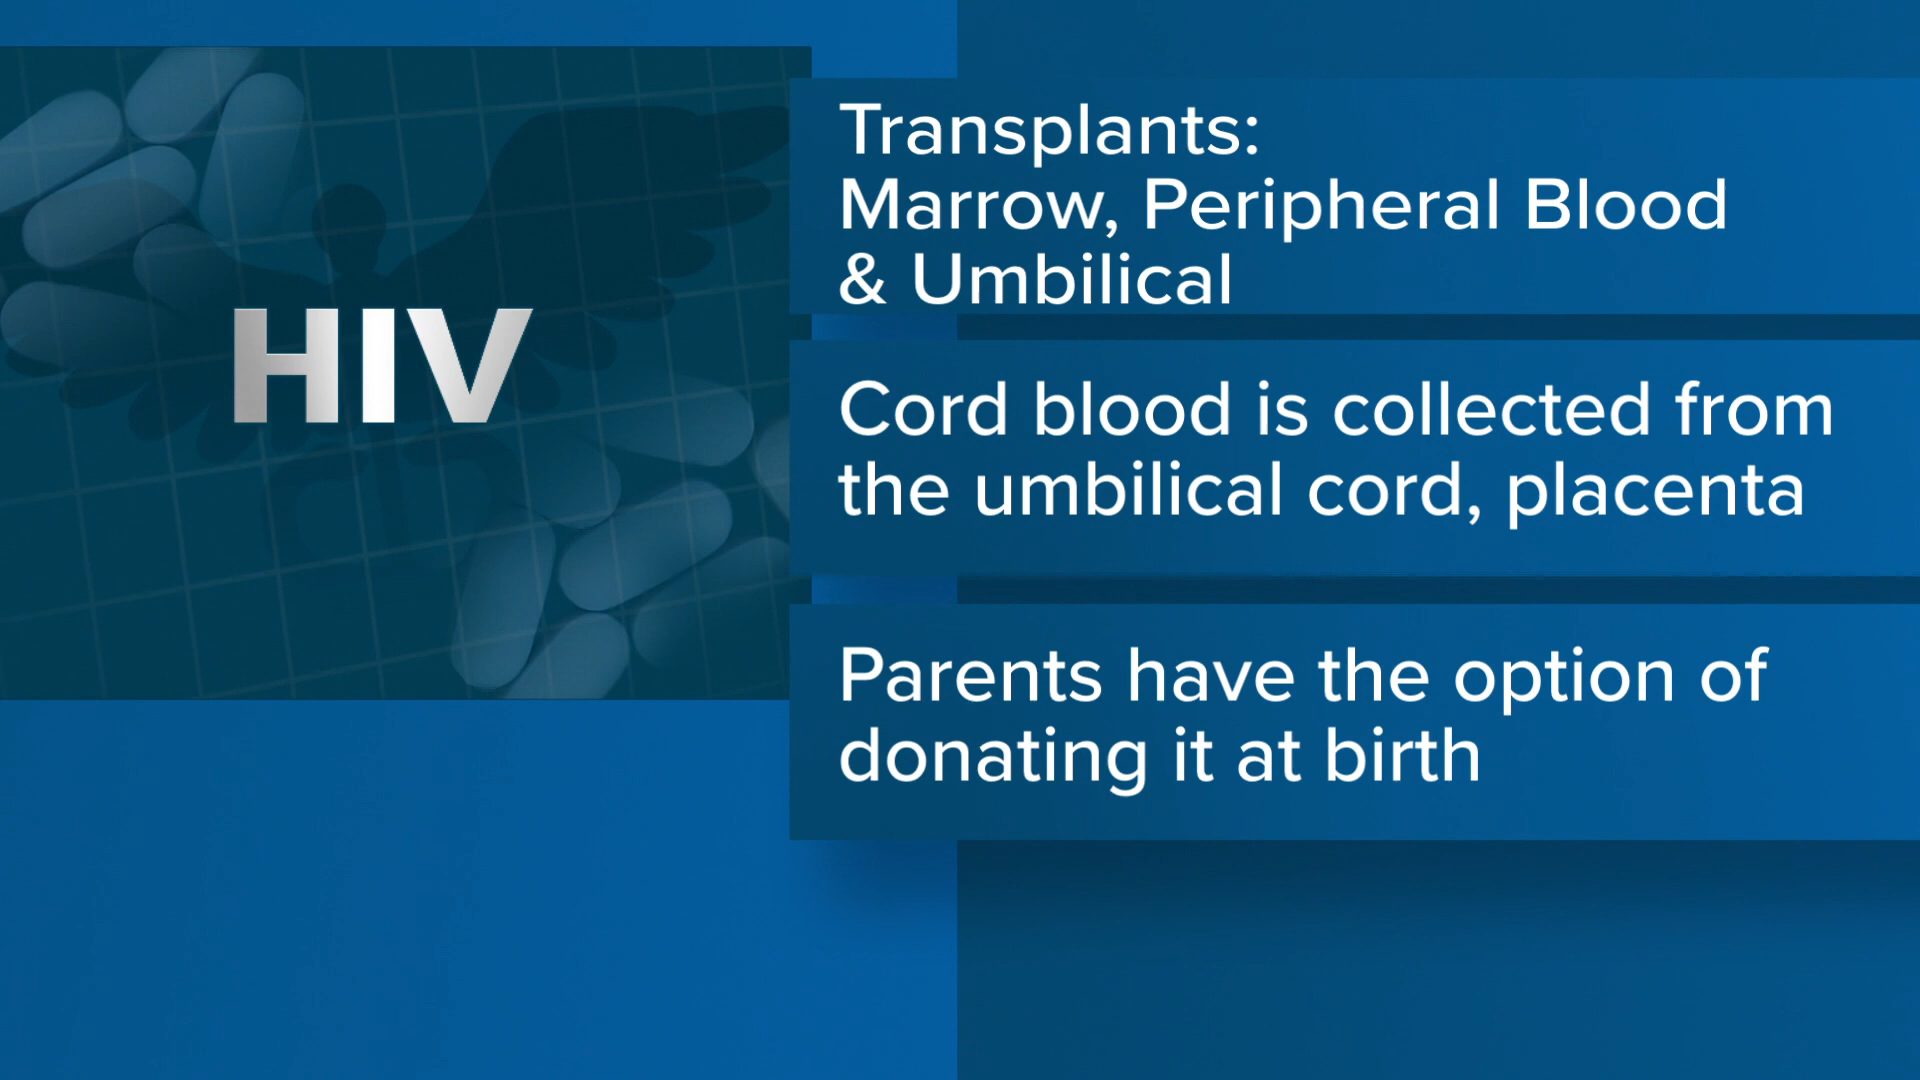 HIV
Transplants:
Marrow, Peripheral Blood
& Umbilical
Cord blood is collected from
the umbilical cord, placenta
Parents have the option of
donating it at birth